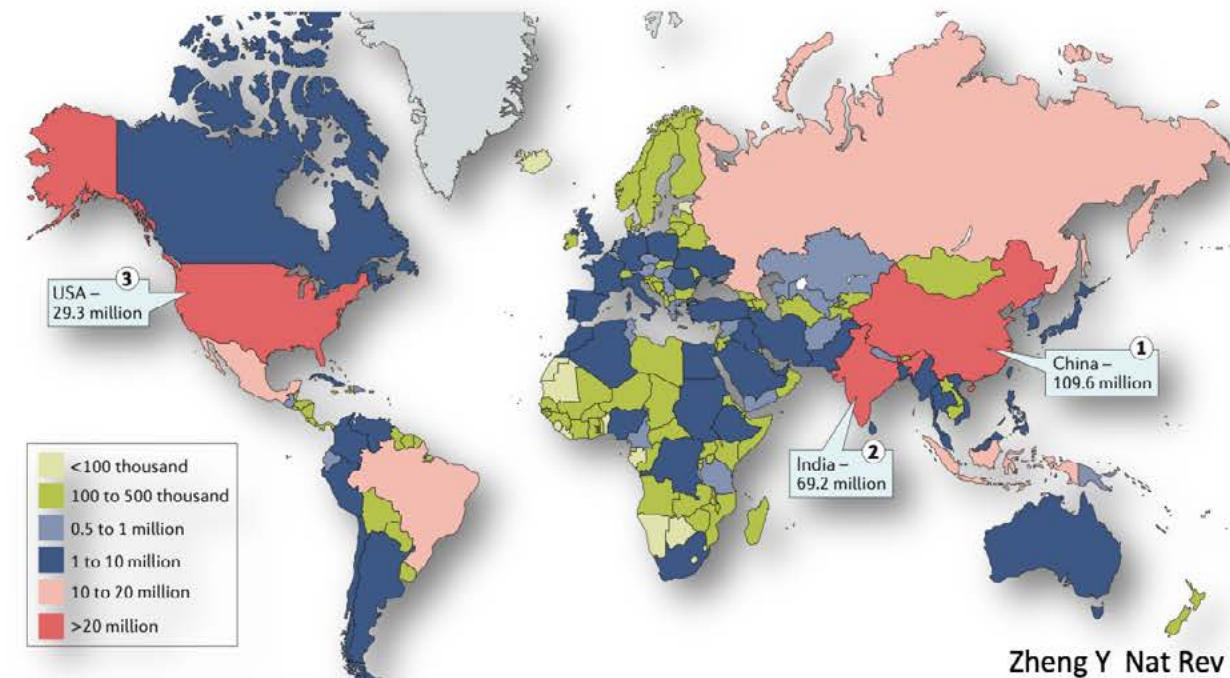 3
USA –
29.3 million
1
China –
109.6 million
2
India –
69.2 million
<100 thousand
100 to 500 thousand
0.5 to 1 million
1 to 10 million
10 to 20 million
>20 million
Zheng Y Nat Rev